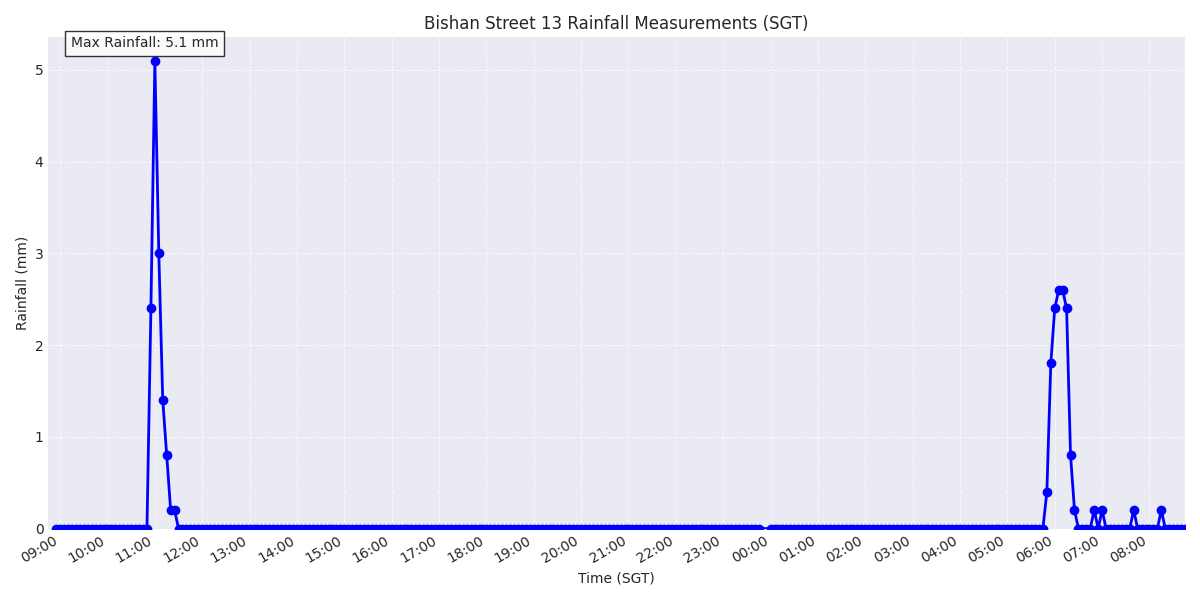 Bishan Street 13 Rainfall Measurements (SGT)
Max Rainfall: 5.1 mm
Rainfall (mm)
5
4
3
2
1
0
09:00 10:00 11:00 12:00 13:00 14:00 15:00 16:00 17:00 18:00 19:00 20:00 21:00 22:00 23:00 00:00 01:00 02:00 03:00 04:00 05:00 06:00 07:00 08:00
Time (SGT)